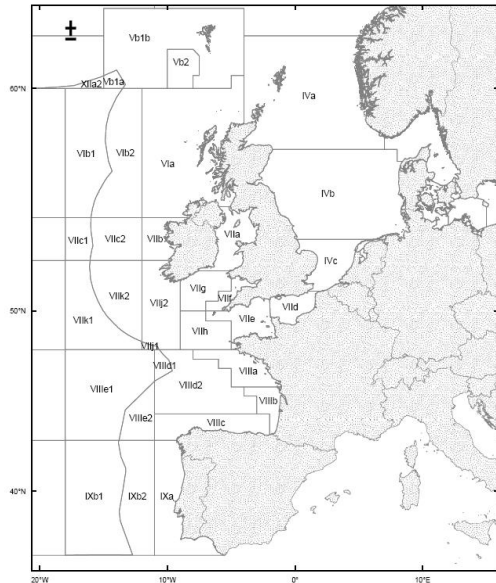 ±
Vb1b
Vb2
XIIa2
Vb1a
60°N
IVa
VIb1
VIb2
VIa
IVb
VIIc1
VIIc2
VIIb
VIIa
IVc
VIIg
VIIk2
VIIj2
VIIf
VIId
VIIk1
VIIe
VIIh
50°N
VIIj1
VIIId1
VIIIa
VIIIe1
VIIId2
VIIIb
VIIIe2
VIIIc
IXb1
IXb2
IXa
40°N
20°W
10°W
0°
10°E